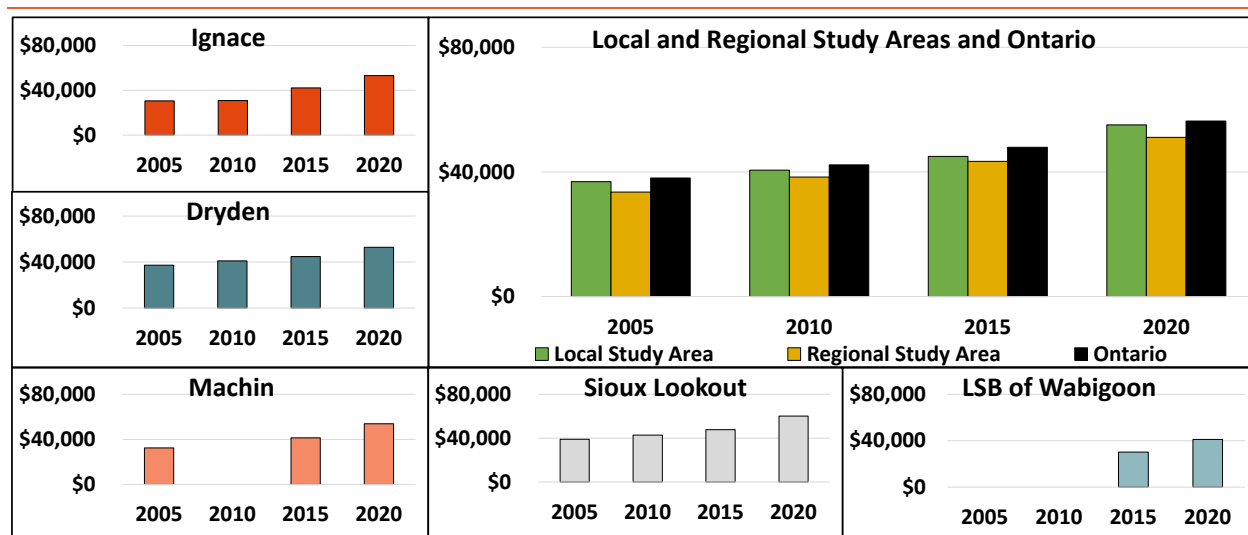 Ignace
$80,000
$40,000
$0
2005 2010 2015 2020
Local and Regional Study Areas and Ontario
$80,000
$40,000
$0
2005 2010 2015 2020
Local Study Area Regional Study Area Ontario
Dryden
$80,000
$40,000
$0
2005 2010 2015 2020
Machin
$80,000
$40,000
$0
2005 2010 2015 2020
Sioux Lookout
$80,000
$40,000
$0
2005 2010 2015 2020
LSB of Wabigoon
$80,000
$40,000
$0
2005 2010 2015 2020